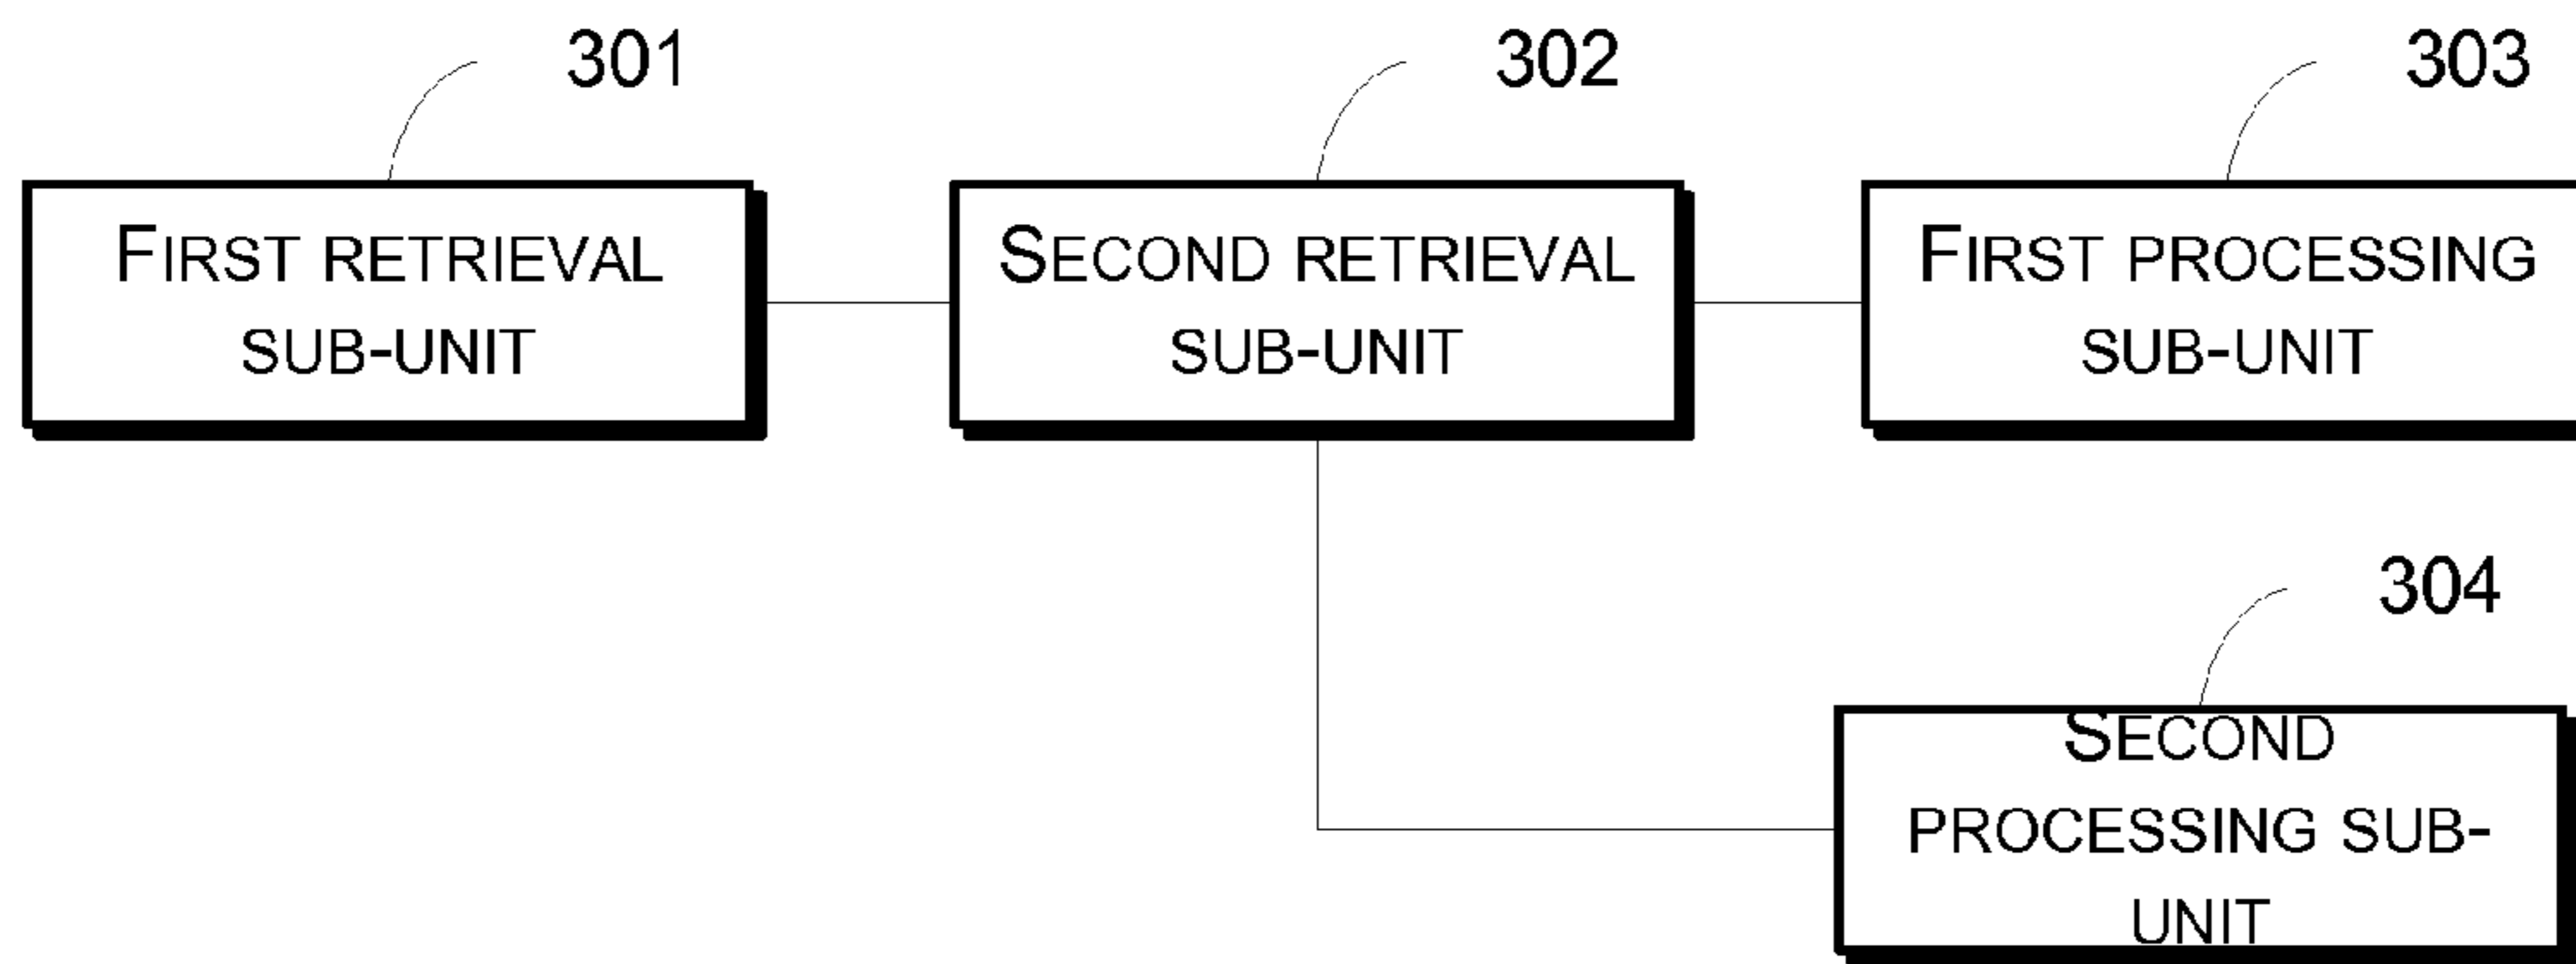 301
302
303
FIRST RETRIEVAL
SUB-UNIT
SECOND RETRIEVAL
SUB-UNIT
FIRST PROCESSING
SUB-UNIT
304
SECOND
PROCESSING SUB-
UNIT